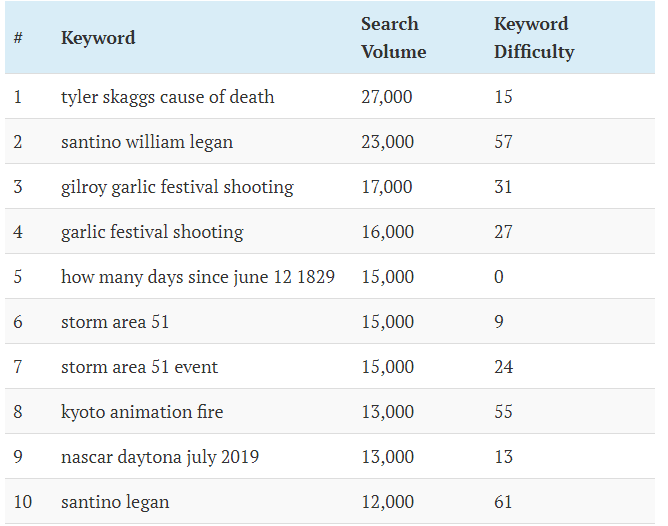 # Keyword Search Volume Keyword Difficulty
1 tyler skaggs cause of death 27,000 15
2 santino william legan 23,000 57
3 gilroy garlic festival shooting 17,000 31
4 garlic festival shooting 16,000 27
5 how many days since june 12 1829 15,000 0
6 storm area 51 15,000 9
7 storm area 51 event 15,000 24
8 kyoto animation fire 13,000 55
9 nascar daytona july 2019 13,000 13
10 santino legan 12,000 61